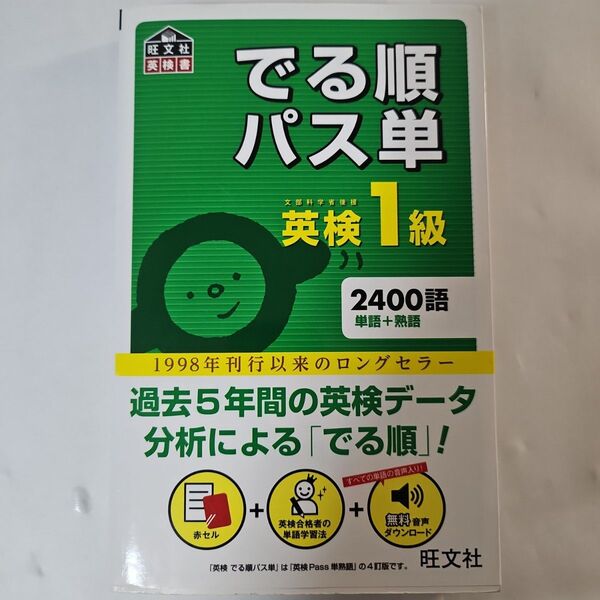 旺文社
英検書
でる順
パス単
文部科学省後援
英検1級
2400語
単語+熟語
1998年刊行以来のロングセラー
過去5年間の英検データ
分析による「でる順」!
赤セル
+
英検合格者の
単語学習法
+
すべての単語の音声入り!
無料音声
ダウンロード
「英検 でる順パス単」は「英検Pass単熟語」の4訂版です。
旺文社